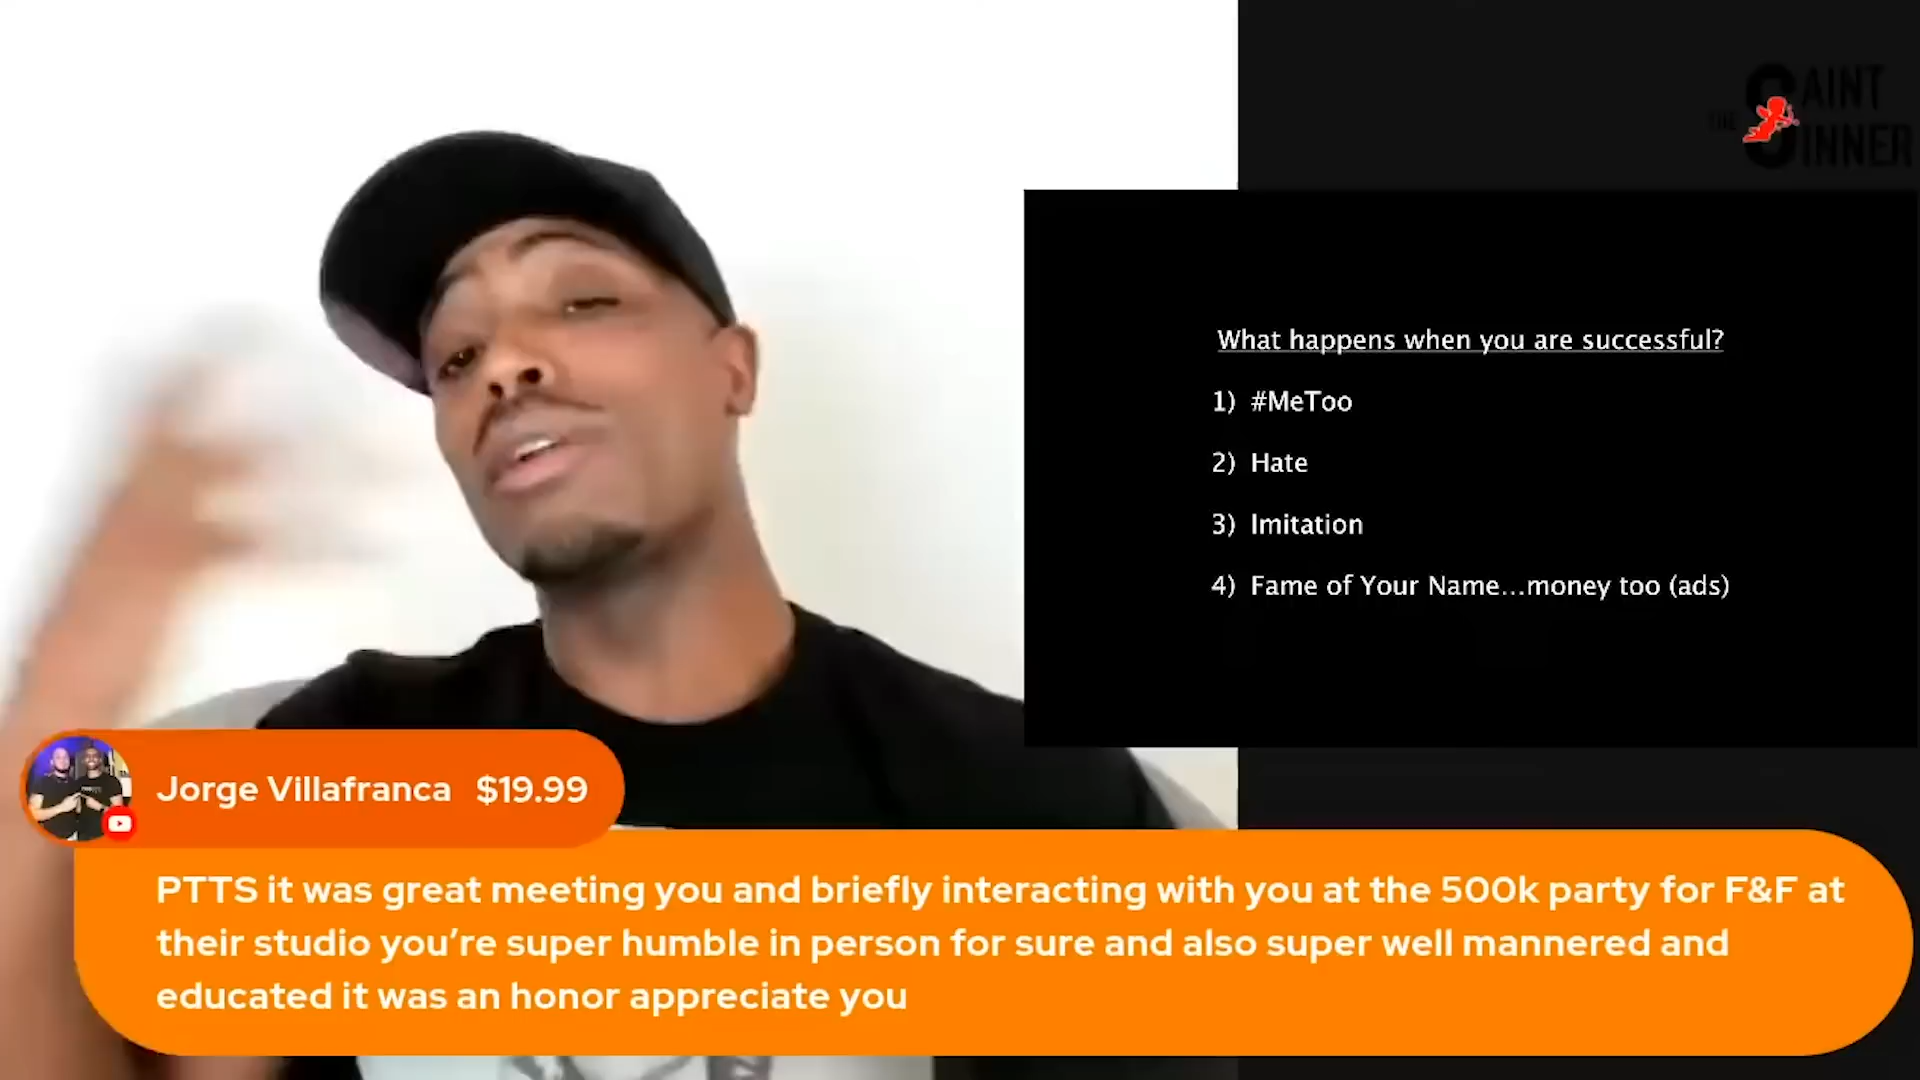 THE SAINT
SINNER
What happens when you are successful?
1) #MeToo
2) Hate
3) Imitation
4) Fame of Your Name...money too (ads)
Jorge Villafranca $19.99
PTTS it was great meeting you and briefly interacting with you at the 500k party for F&F at
their studio you’re super humble in person for sure and also super well mannered and
educated it was an honor appreciate you